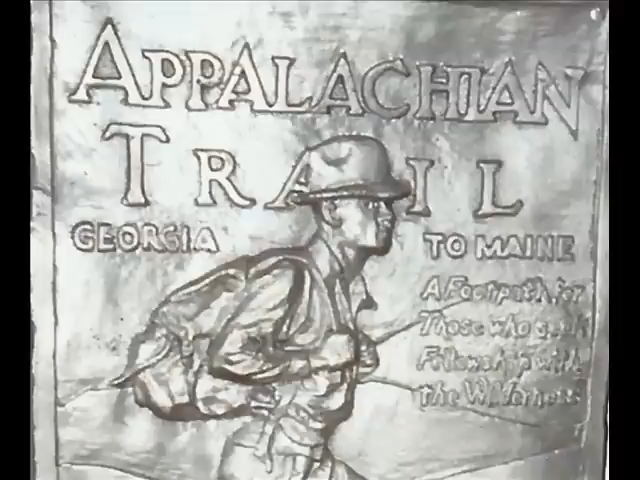 APPALACHIAN
TRAIL
GEORGIA TO MAINE
A Footpath for
Those who seek
Fellowship with
the Wilderness